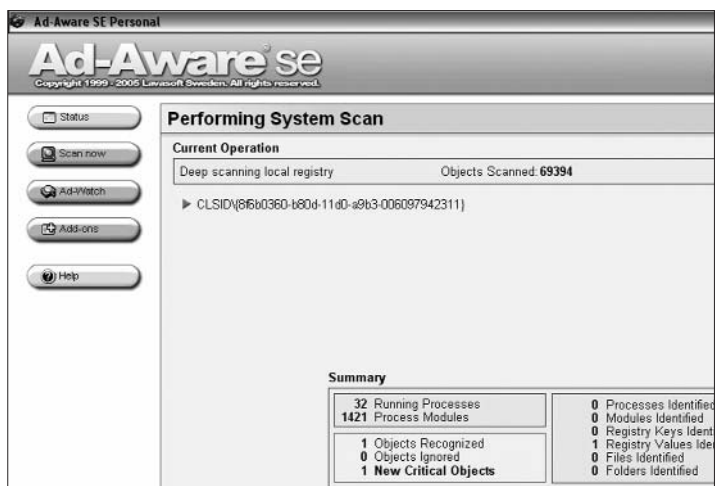 Ad-Aware SE Personal
Ad-Aware SE
Copyright 1999 - 2005 Lavasoft Sweden. All rights reserved.
Status
Scan now
Ad-Watch
Add-ons
Help
Performing System Scan
Current Operation
Deep scanning local registry Objects Scanned: 69394
CLSID\{8f6b0360-b80d-11d0-a9b3-006097942311}
Summary
32 Running Processes
1421 Process Modules
1 Objects Recognized
0 Objects Ignored
1 New Critical Objects
0 Processes Identified
0 Modules Identified
0 Registry Keys Identi
1 Registry Values Iden
0 Files Identified
0 Folders Identified